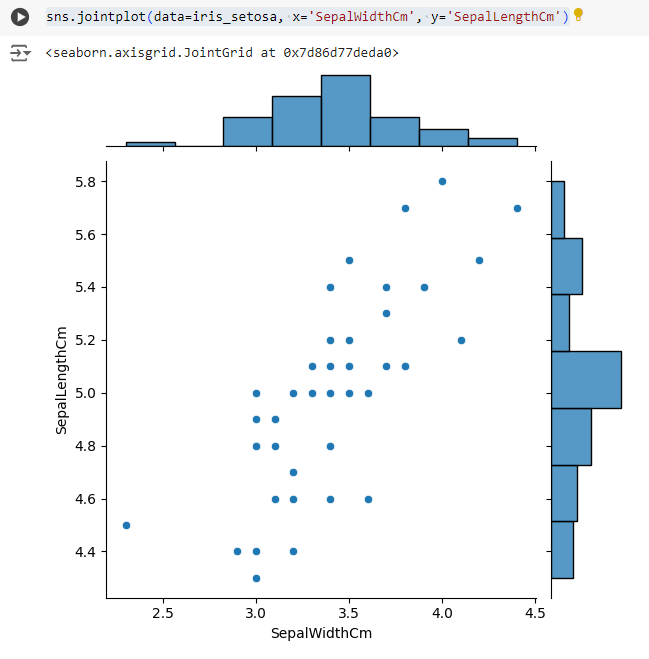 sns.jointplot(data=iris_setosa, x='SepalWidthCm', y='SepalLengthCm')
<seaborn.axisgrid.JointGrid at 0x7d86d77deda0>
5.8
5.6
5.4
5.2
5.0
4.8
4.6
4.4
SepalLengthCm
2.5 3.0 3.5 4.0 4.5
SepalWidthCm